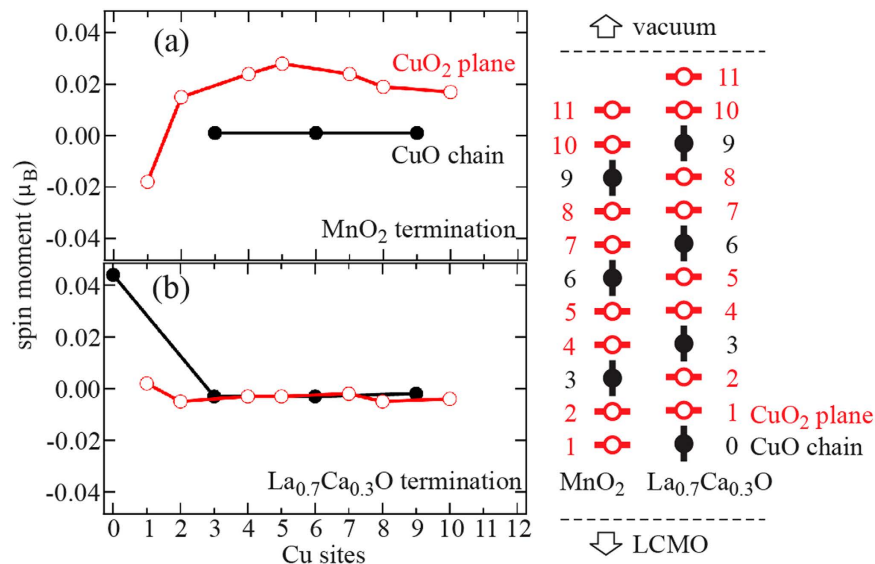 (a)
0.04
0.02
0.00
-0.02
-0.04
CuO₂ plane
CuO chain
MnO₂ termination
(b)
0.04
0.02
0.00
-0.02
-0.04
La₀.₇Ca₀.₃O termination
0 1 2 3 4 5 6 7 8 9 10 11 12
Cu sites
spin moment (μB)
vacuum
11
11 10
10 9
9 8
8 7
7 6
6 5
5 4
4 3
3 2
2 1 CuO₂ plane
1 0 CuO chain
MnO₂ La₀.₇Ca₀.₃O
LCMO